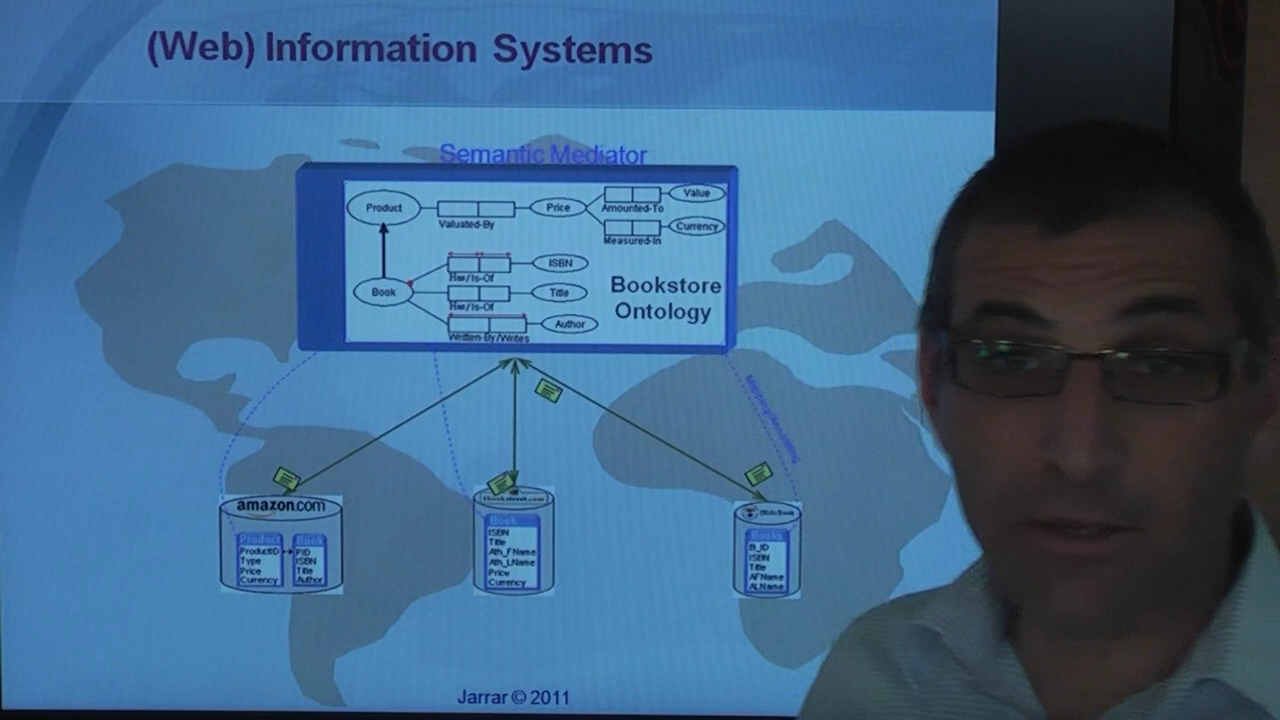 (Web) Information Systems
Semantic Mediator
Product
Valuated-By
Price
Amounted-To
Value
Measured-In
Currency
Book
Has/Is-Of
ISBN
Has/Is-Of
Title
Written-By/Writes
Author
Bookstore
Ontology
amazon.com
Product
ProductID
Type
Price
Currency
Book
PID
ISBN
Title
Author
Book
ISBN
Title
Ath_FName
Ath_LName
Price
Currency
Books
B_ID
ISBN
Title
AFName
ALName
Jarrar © 2011